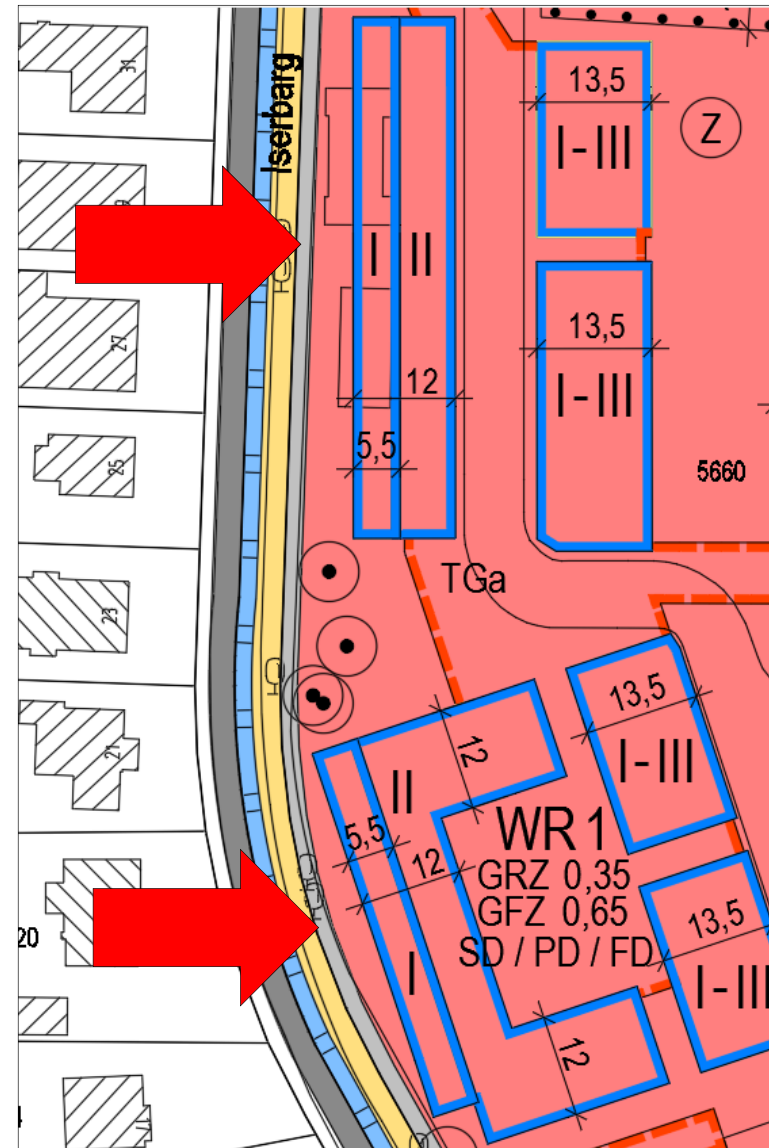 31
Iserbarg
13,5
I-III
Z
29
I
II
27
13,5
I-III
12
5,5
25
5660
TGa
23
13,5
I-III
21
12
II
5,5
12
WR 1
GRZ 0,35
GFZ 0,65
SD / PD / FD
13,5
20
I
I-III
12
17